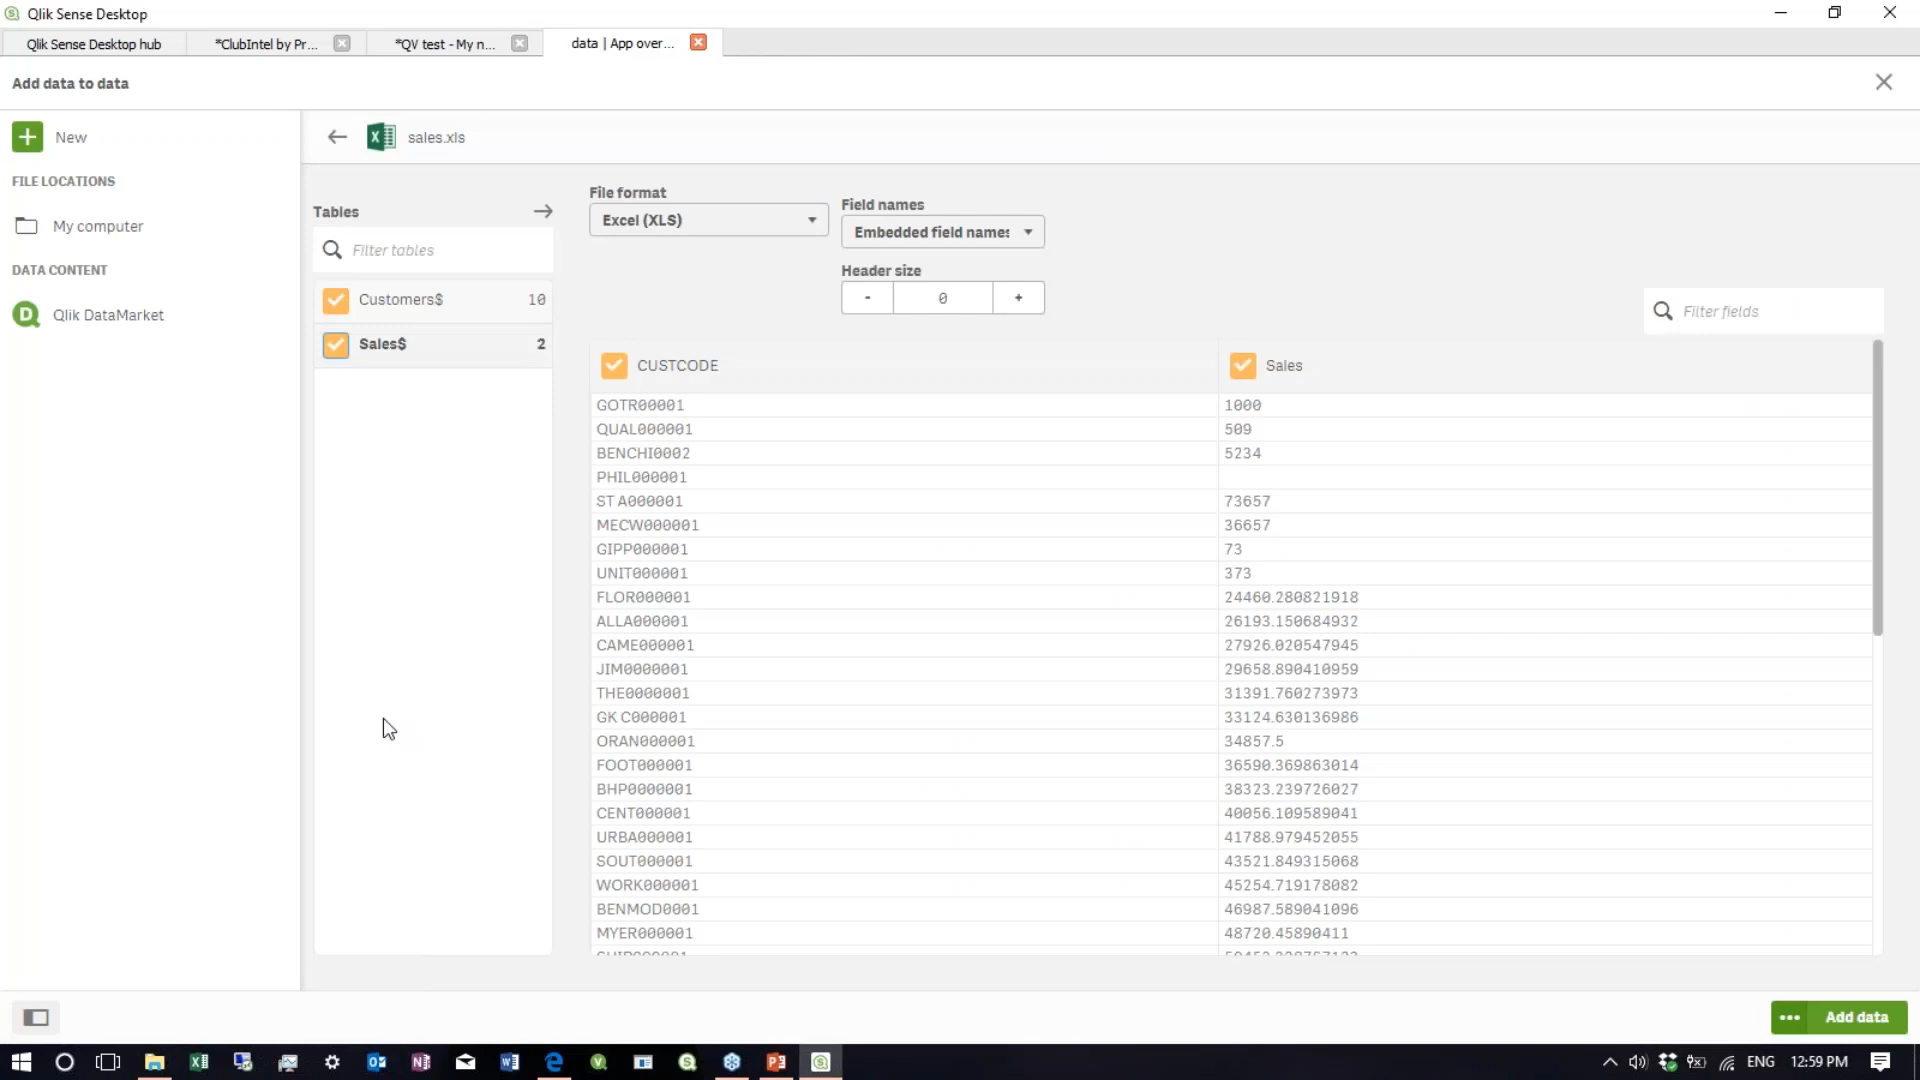 Qlik Sense Desktop
Qlik Sense Desktop hub
*ClubIntel by Pr...
*QV test - My n...
data | App over...
Add data to data
New
FILE LOCATIONS
My computer
DATA CONTENT
Qlik DataMarket
sales.xls
Tables
Filter tables
Customers$ 10
Sales$ 2
File format
Excel (XLS)
Field names
Embedded field names
Header size
- 0 +
Filter fields
CUSTCODE Sales
GOTR00001 1000
QUAL000001 509
BENCHI0002 5234
PHIL000001
ST A000001 73657
MECW000001 36657
GIPP000001 73
UNIT000001 373
FLOR000001 24460.280821918
ALLA000001 26193.150684932
CAME000001 27926.020547945
JIM0000001 29658.890410959
THE0000001 31391.760273973
GK C000001 33124.630136986
ORAN000001 34857.5
FOOT000001 36590.369863014
BHP0000001 38323.239726027
CENT000001 40056.109589041
URBA000001 41788.979452055
SOUT000001 43521.849315068
WORK000001 45254.719178082
BENMOD0001 46987.589041096
MYER000001 48720.45890411
Add data
ENG 12:59 PM